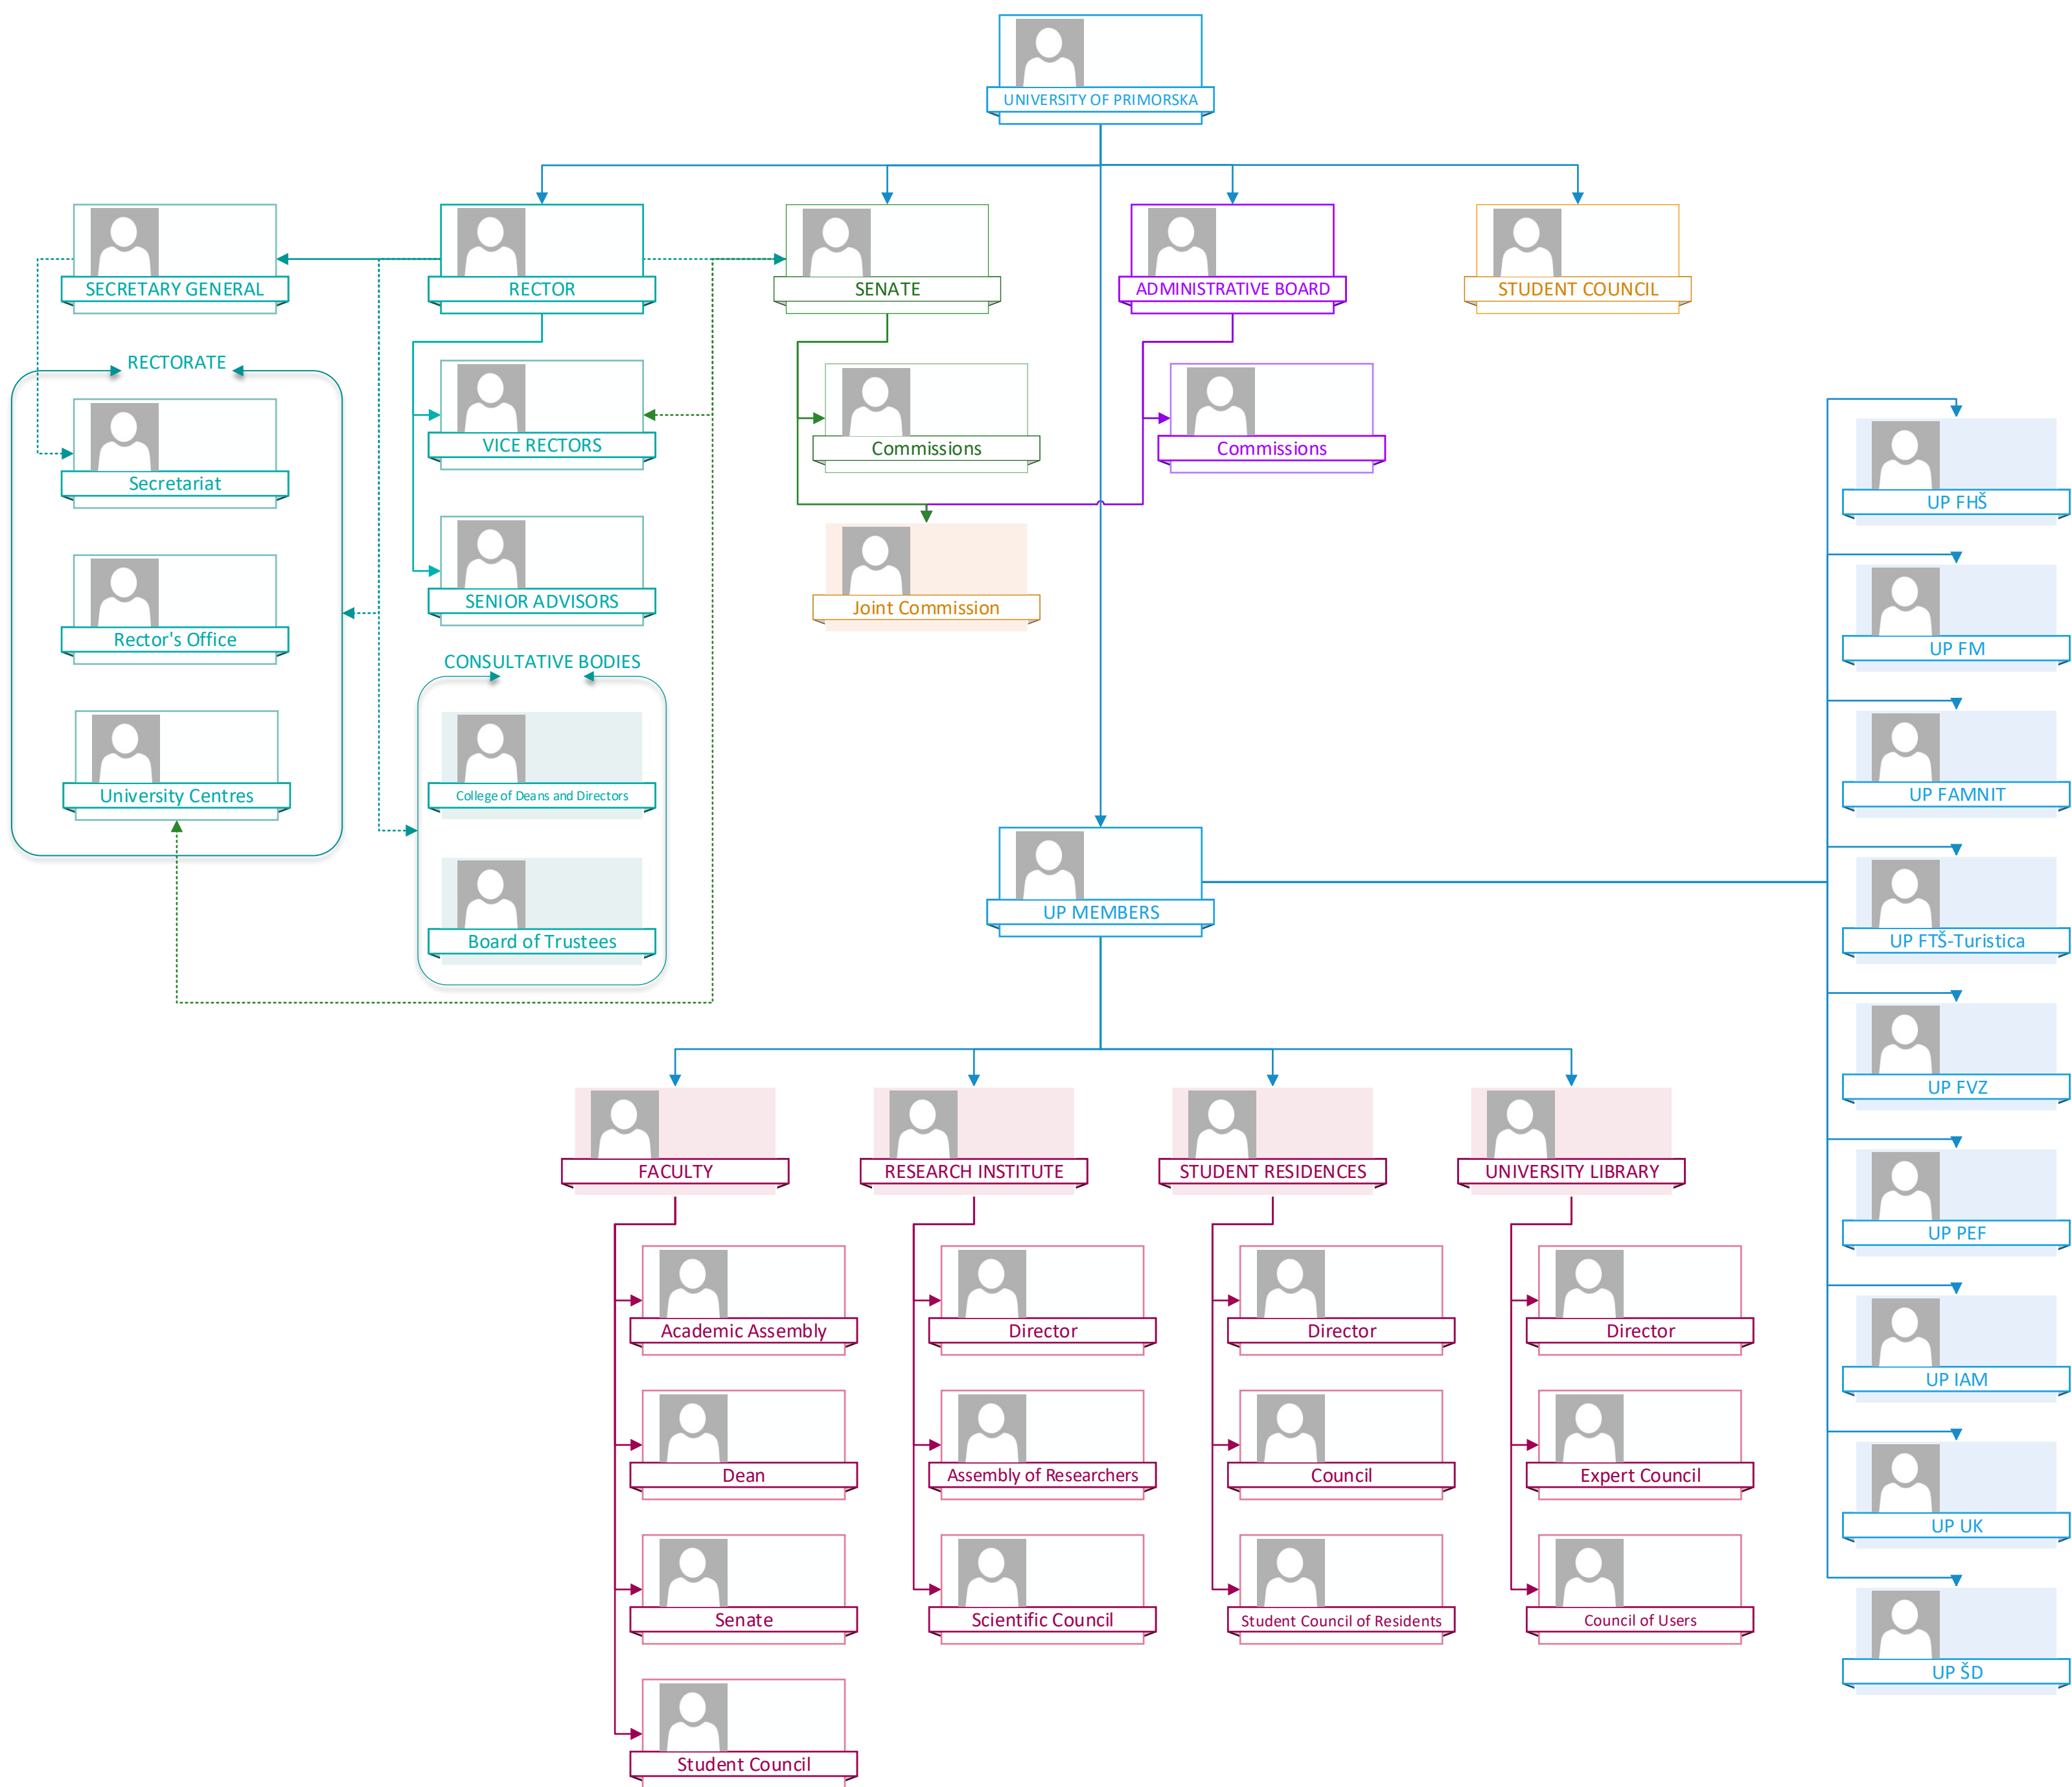 UNIVERSITY OF PRIMORSKA
SECRETARY GENERAL
RECTOR
SENATE
ADMINISTRATIVE BOARD
STUDENT COUNCIL
RECTORATE
Secretariat
Rector's Office
University Centres
VICE RECTORS
SENIOR ADVISORS
CONSULTATIVE BODIES
College of Deans and Directors
Board of Trustees
Commissions
Commissions
Joint Commission
UP MEMBERS
UP FHŠ
UP FM
UP FAMNIT
UP FTŠ-Turistica
UP FVZ
UP PEF
UP IAM
UP UK
UP ŠD
FACULTY
Academic Assembly
Dean
Senate
Student Council
RESEARCH INSTITUTE
Director
Assembly of Researchers
Scientific Council
STUDENT RESIDENCES
Director
Council
Student Council of Residents
UNIVERSITY LIBRARY
Director
Expert Council
Council of Users